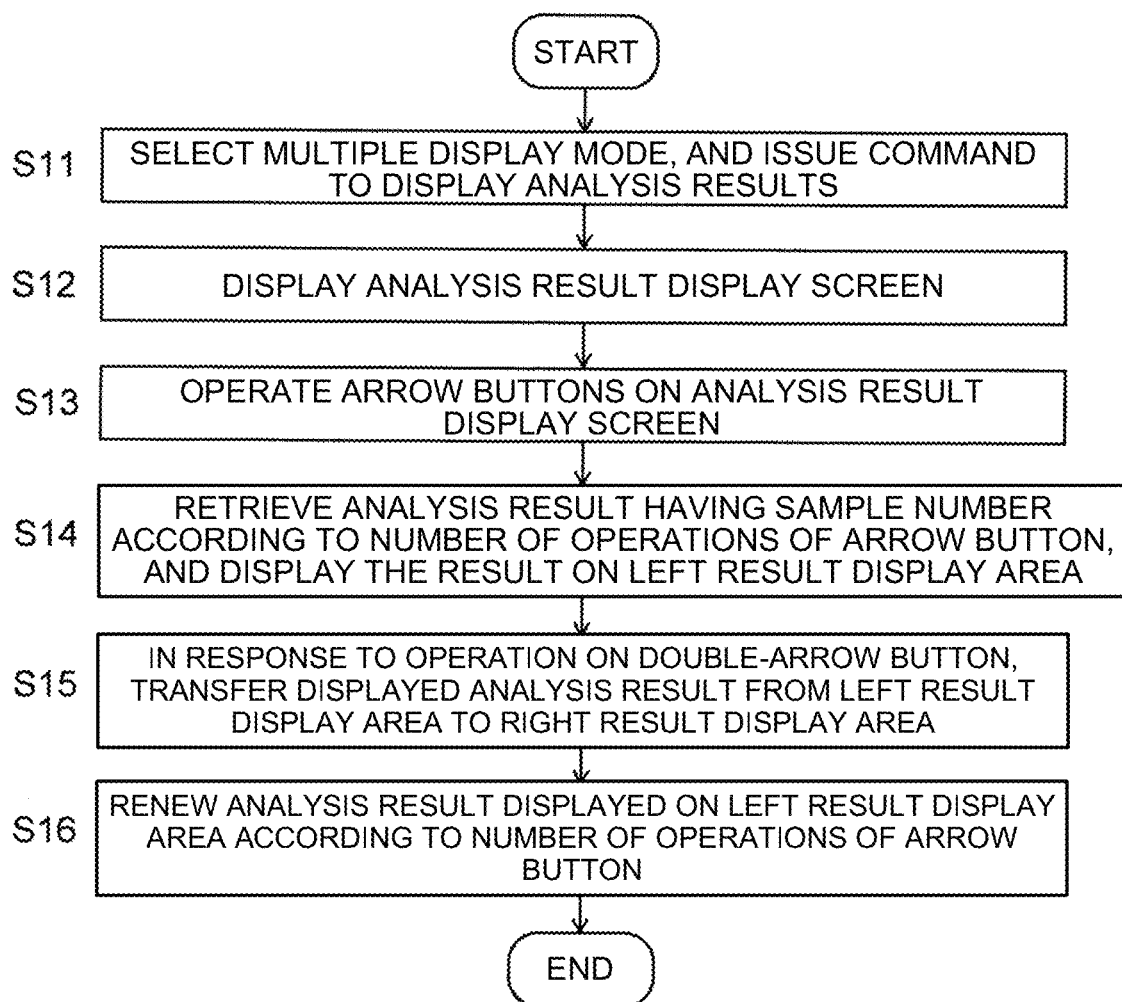 START
S11
SELECT MULTIPLE DISPLAY MODE, AND ISSUE COMMAND
TO DISPLAY ANALYSIS RESULTS
S12
DISPLAY ANALYSIS RESULT DISPLAY SCREEN
S13
OPERATE ARROW BUTTONS ON ANALYSIS RESULT
DISPLAY SCREEN
S14
RETRIEVE ANALYSIS RESULT HAVING SAMPLE NUMBER
ACCORDING TO NUMBER OF OPERATIONS OF ARROW BUTTON,
AND DISPLAY THE RESULT ON LEFT RESULT DISPLAY AREA
S15
IN RESPONSE TO OPERATION ON DOUBLE-ARROW BUTTON,
TRANSFER DISPLAYED ANALYSIS RESULT FROM LEFT RESULT
DISPLAY AREA TO RIGHT RESULT DISPLAY AREA
S16
RENEW ANALYSIS RESULT DISPLAYED ON LEFT RESULT DISPLAY
AREA ACCORDING TO NUMBER OF OPERATIONS OF ARROW
BUTTON
END